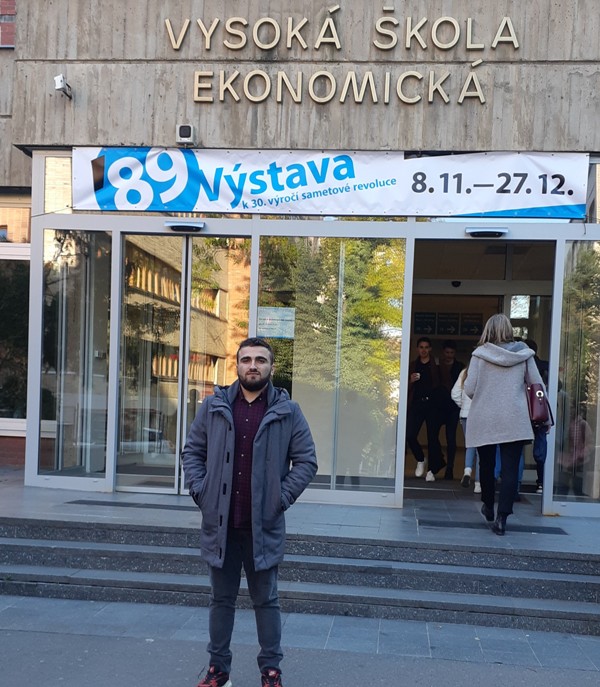 VYSOKÁ ŠKOLA
EKONOMICKÁ
'89 Výstava
k 30. výročí sametové revoluce
8. 11.—27. 12.